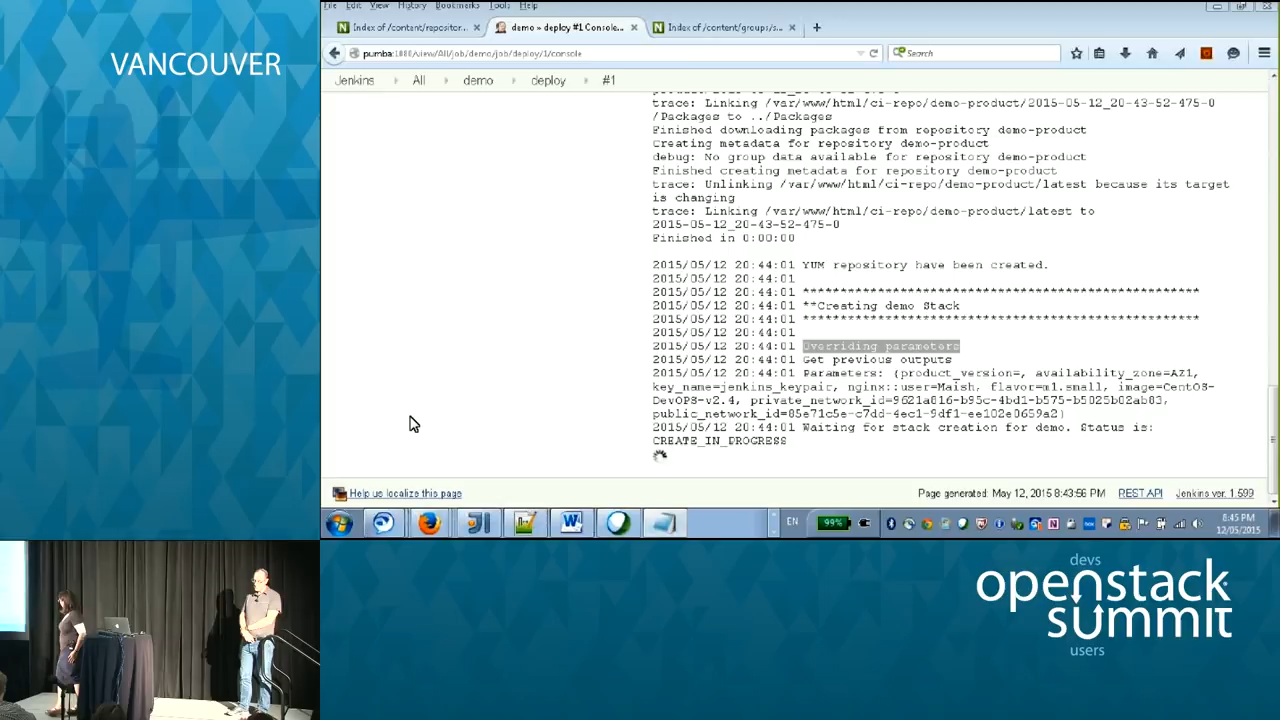 VANCOUVER
File Edit View History Bookmarks Tools Help
Index of /content/repositor...
demo » deploy #1 Console...
Index of /content/groups/s...
pumba:1080/view/All/job/demo/job/deploy/1/console
Search
Jenkins All demo deploy #1
trace: Linking /var/www/html/ci-repo/demo-product/2015-05-12_20-43-52-475-0
/Packages to ../Packages
Finished downloading packages from repository demo-product
Creating metadata for repository demo-product
debug: No group data available for repository demo-product
Finished creating metadata for repository demo-product
trace: Unlinking /var/www/html/ci-repo/demo-product/latest because its target
is changing
trace: Linking /var/www/html/ci-repo/demo-product/latest to
2015-05-12_20-43-52-475-0
Finished in 0:00:00
2015/05/12 20:44:01 YUM repository have been created.
2015/05/12 20:44:01
2015/05/12 20:44:01 *****************************************************
2015/05/12 20:44:01 **Creating demo Stack
2015/05/12 20:44:01 *****************************************************
2015/05/12 20:44:01
2015/05/12 20:44:01 Overriding parameters
2015/05/12 20:44:01 Get previous outputs
2015/05/12 20:44:01 Parameters: {product_version=, availability_zone=AZ1,
key_name=jenkins_keypair, nginx::user=Maish, flavor=m1.small, image=CentOS-
DevOPS-v2.4, private_network_id=9621a816-b95c-4bd1-b575-b5825b02ab83,
public_network_id=85e71c5e-c7dd-4ec1-9df1-ee102e0659a2}
2015/05/12 20:44:01 Waiting for stack creation for demo. Status is:
CREATE_IN_PROGRESS
Help us localize this page
Page generated: May 12, 2015 8:43:56 PM REST API Jenkins ver. 1.599
EN 99% 8:45 PM
12/05/2015
devs
openstack
summit
users